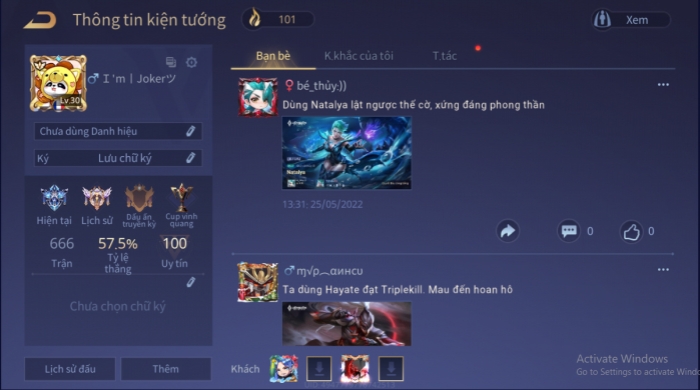 Thông tin kiện tướng
101
Xem
I'm | Jokerツ
Lv.30
Chưa dùng Danh hiệu
Ký Lưu chữ ký
Hiện tại Lịch sử Dấu ấn truyền kỳ Cup vinh quang
666 57.5% 100
Trận Tỷ lệ thắng Uy tín
Chưa chọn chữ ký
Lịch sử đấu Thêm
Bạn bè K.khắc của tôi T.tác
bé_thủy:))
Dùng Natalya lật ngược thế cờ, xứng đáng phong thần
Natalya
13:31 25/05/2022
0 0
Ta dùng Hayate đạt Triplekill. Mau đến hoan hô
Khách
Activate Windows
Go to Settings to activate Wind